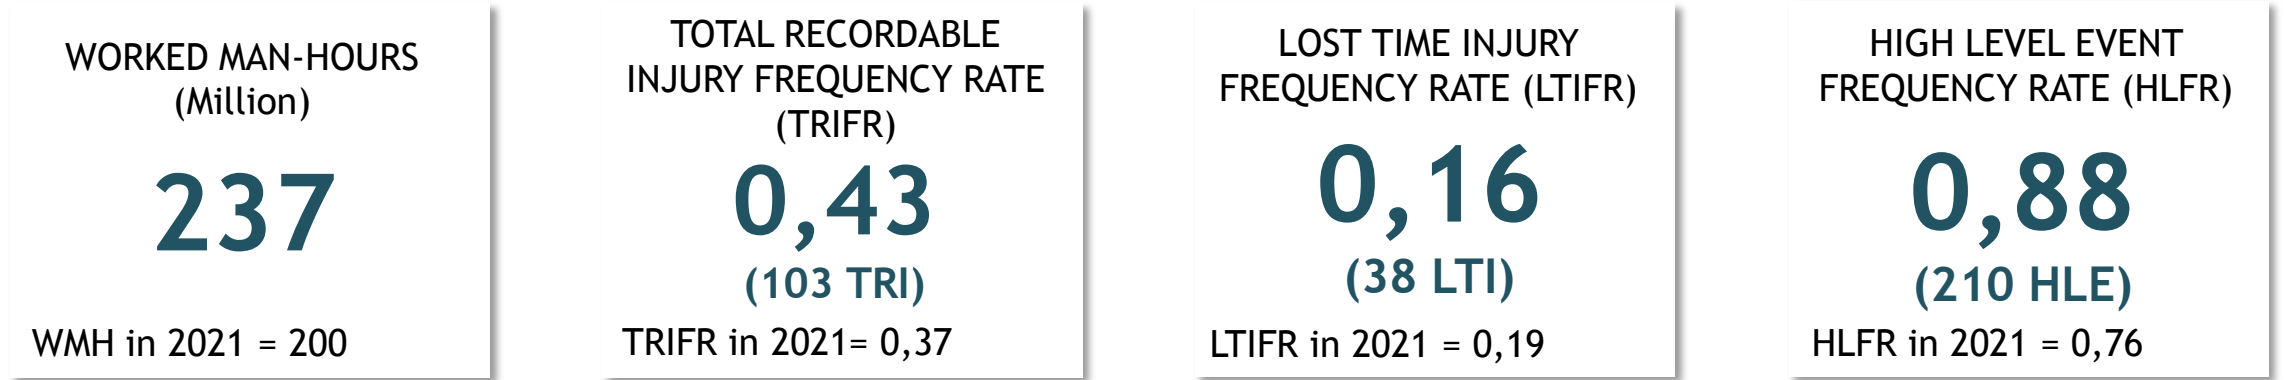 WORKED MAN-HOURS
(Million)
237
WMH in 2021 = 200
TOTAL RECORDABLE
INJURY FREQUENCY RATE
(TRIFR)
0,43
(103 TRI)
TRIFR in 2021= 0,37
LOST TIME INJURY
FREQUENCY RATE (LTIFR)
0,16
(38 LTI)
LTIFR in 2021 = 0,19
HIGH LEVEL EVENT
FREQUENCY RATE (HLFR)
0,88
(210 HLE)
HLFR in 2021 = 0,76